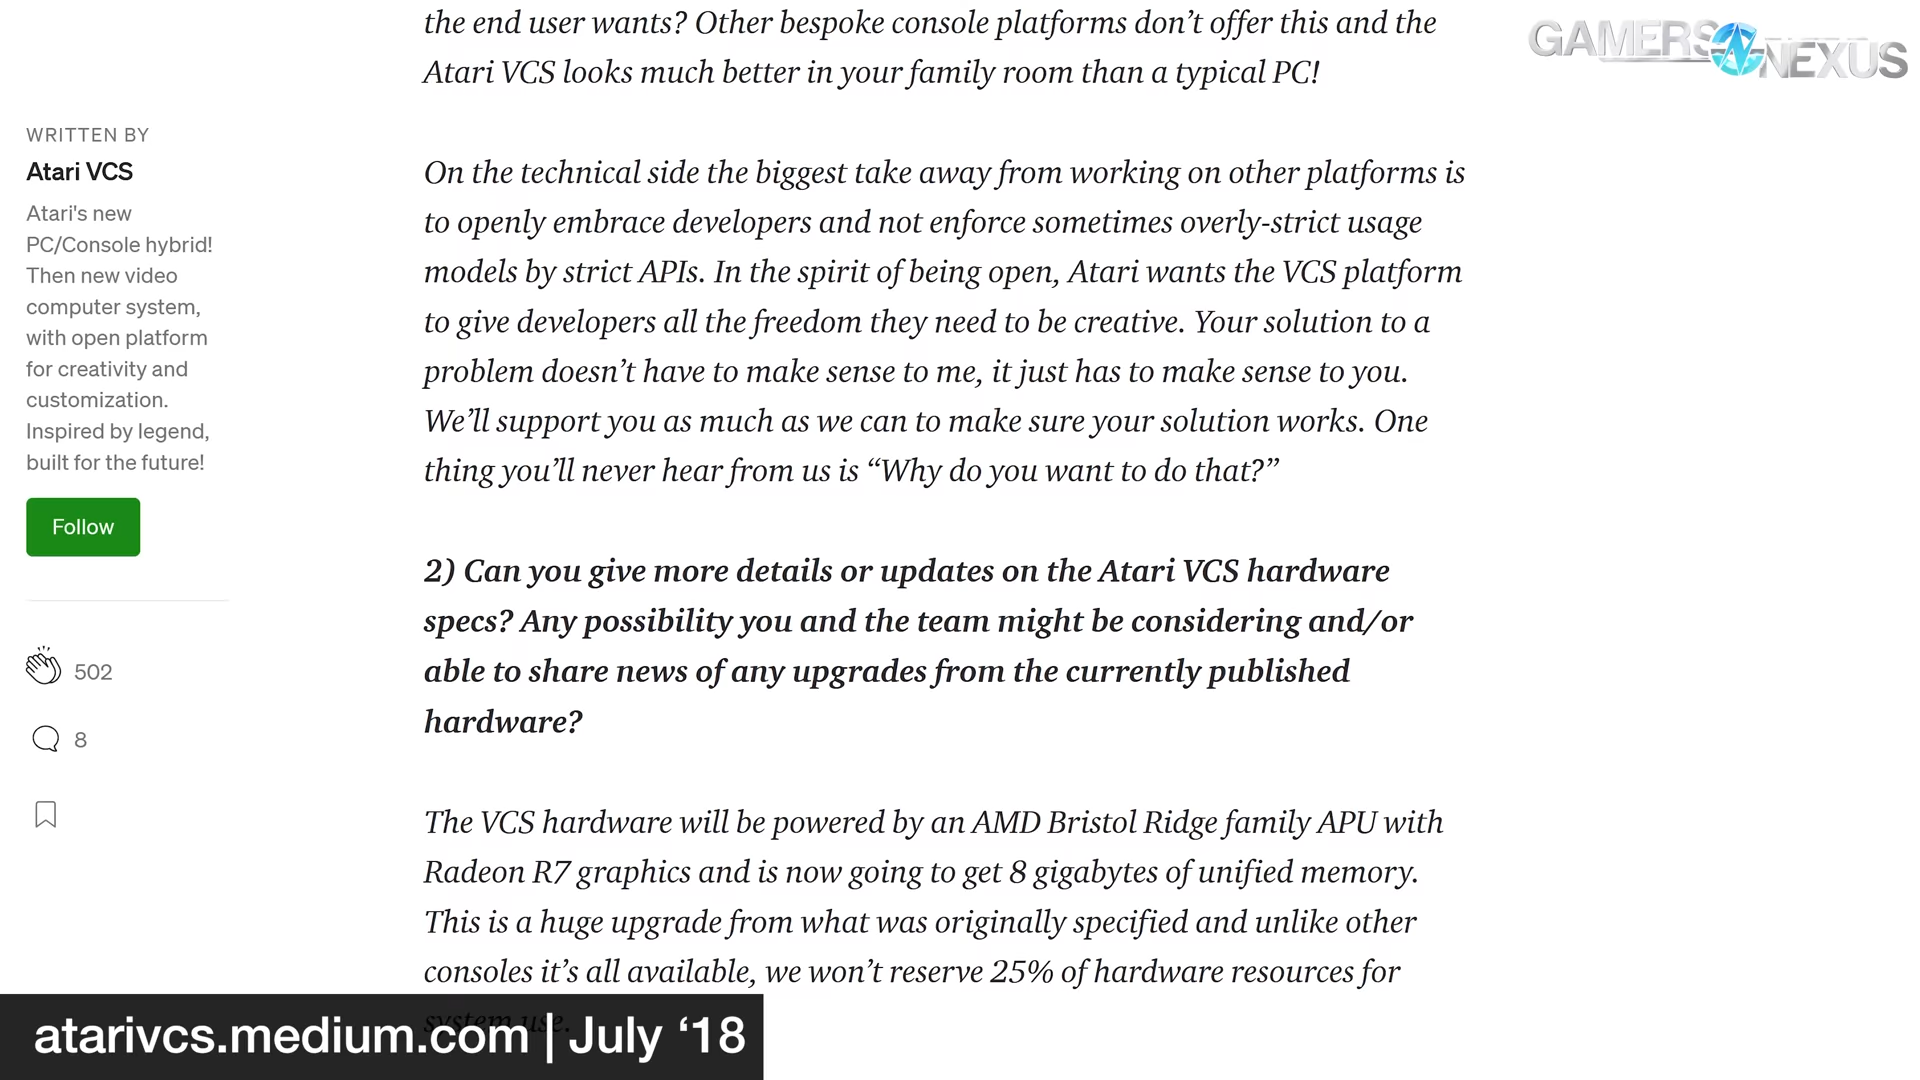 the end user wants? Other bespoke console platforms don’t offer this and the
Atari VCS looks much better in your family room than a typical PC!
GAMERS NEXUS
WRITTEN BY
Atari VCS
Atari's new
PC/Console hybrid!
Then new video
computer system,
with open platform
for creativity and
customization.
Inspired by legend,
built for the future!
Follow
502
8
On the technical side the biggest take away from working on other platforms is
to openly embrace developers and not enforce sometimes overly-strict usage
models by strict APIs. In the spirit of being open, Atari wants the VCS platform
to give developers all the freedom they need to be creative. Your solution to a
problem doesn’t have to make sense to me, it just has to make sense to you.
We’ll support you as much as we can to make sure your solution works. One
thing you’ll never hear from us is “Why do you want to do that?”
2) Can you give more details or updates on the Atari VCS hardware
specs? Any possibility you and the team might be considering and/or
able to share news of any upgrades from the currently published
hardware?
The VCS hardware will be powered by an AMD Bristol Ridge family APU with
Radeon R7 graphics and is now going to get 8 gigabytes of unified memory.
This is a huge upgrade from what was originally specified and unlike other
consoles it’s all available, we won’t reserve 25% of hardware resources for
system use.
atarivcs.medium.com | July ‘18